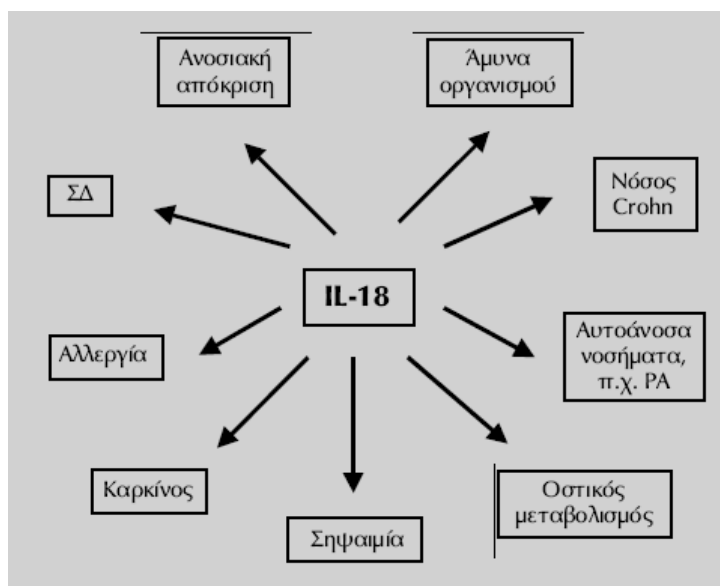 Ανοσιακή
απόκριση
Άμυνα
οργανισμού
ΣΔ
Νόσος
Crohn
IL-18
Αλλεργία
Αυτοάνοσα
νοσήματα,
π.χ. ΡΑ
Καρκίνος
Σηψαιμία
Οστικός
μεταβολισμός